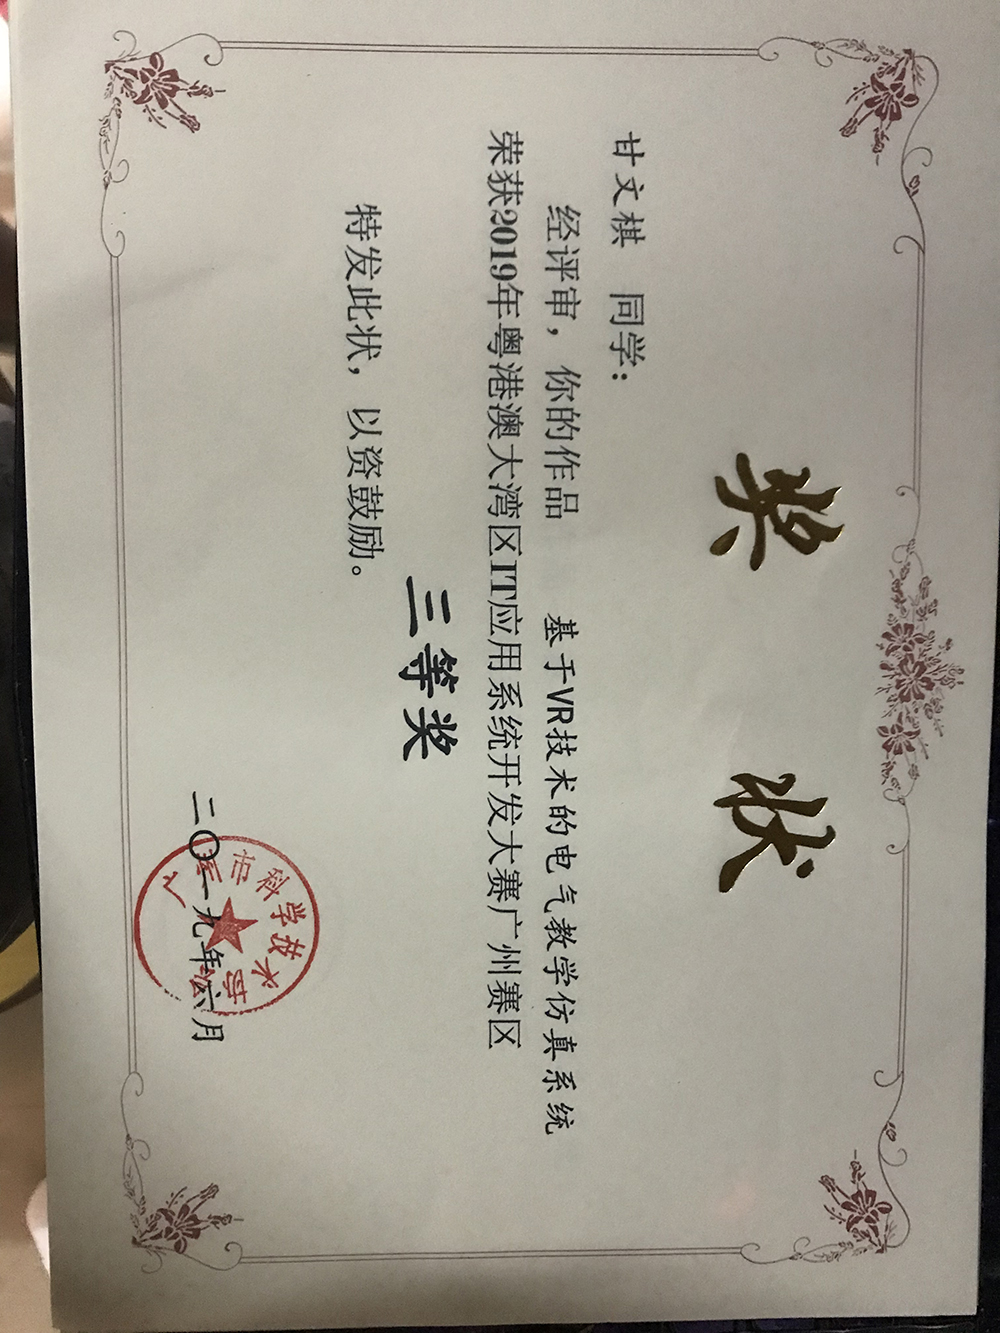 奖 状
甘文棋 同学：
经评审，你的作品 基于VR技术的电气教学仿真系统
荣获2019年粤港澳大湾区IT应用系统开发大赛广州赛区
三等奖
特发此状，以资鼓励。
广州市科学技术协会
二〇一九年六月